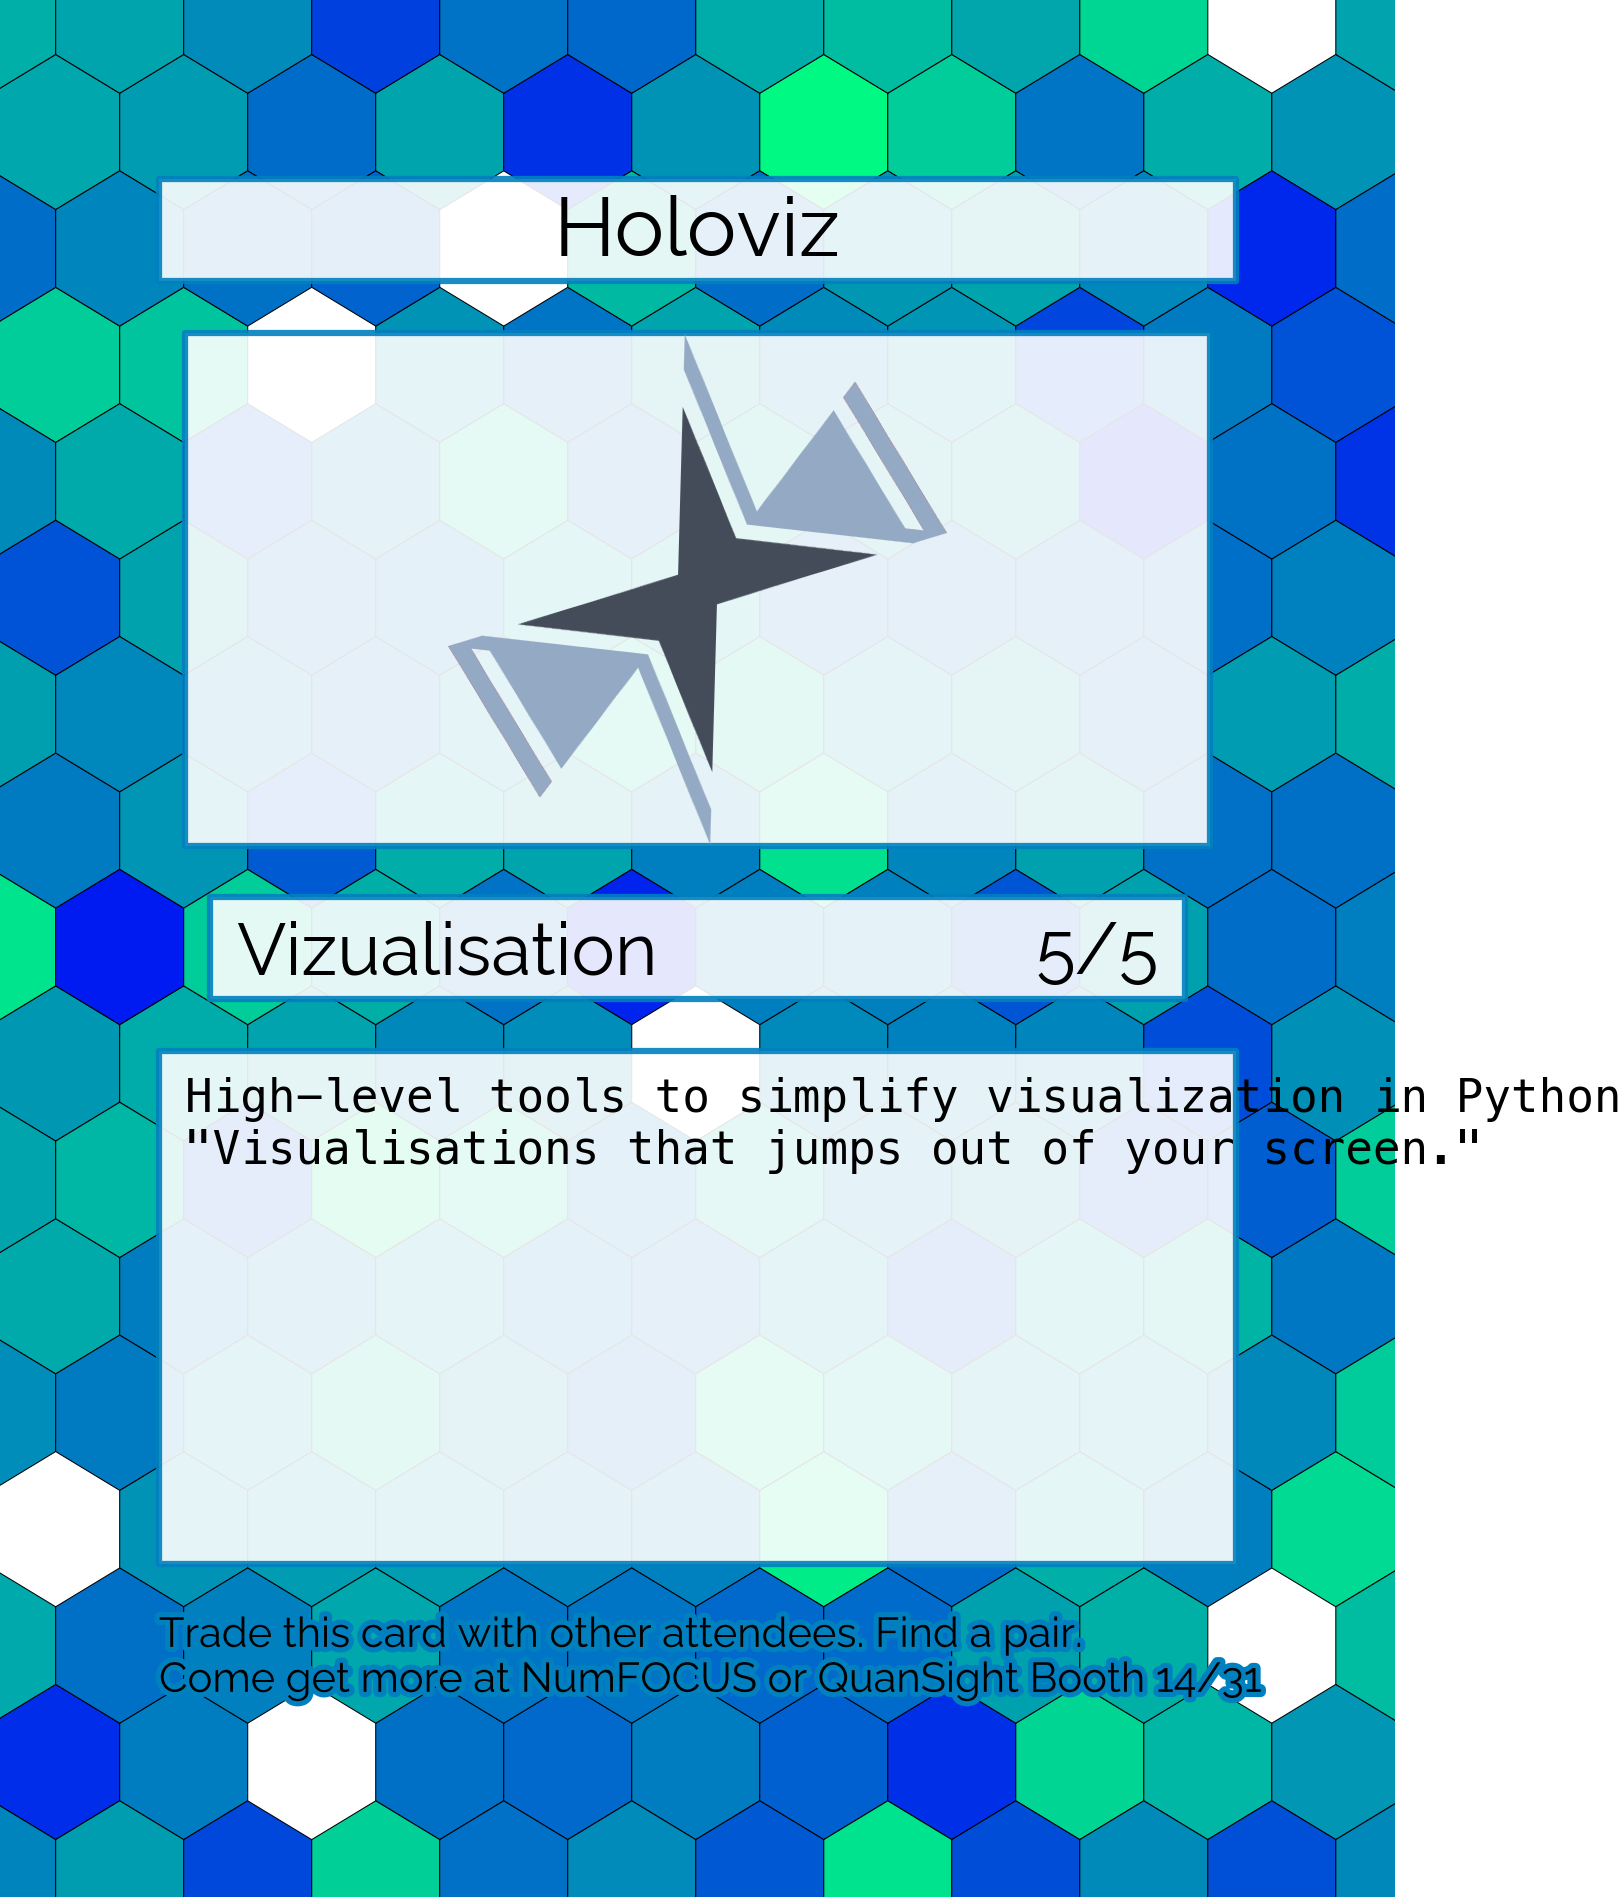 Holoviz
Vizualisation 5/5
High-level tools to simplify visualization in Python
"Visualisations that jumps out of your screen."
Trade this card with other attendees. Find a pair.
Come get more at NumFOCUS or QuanSight Booth 14/31